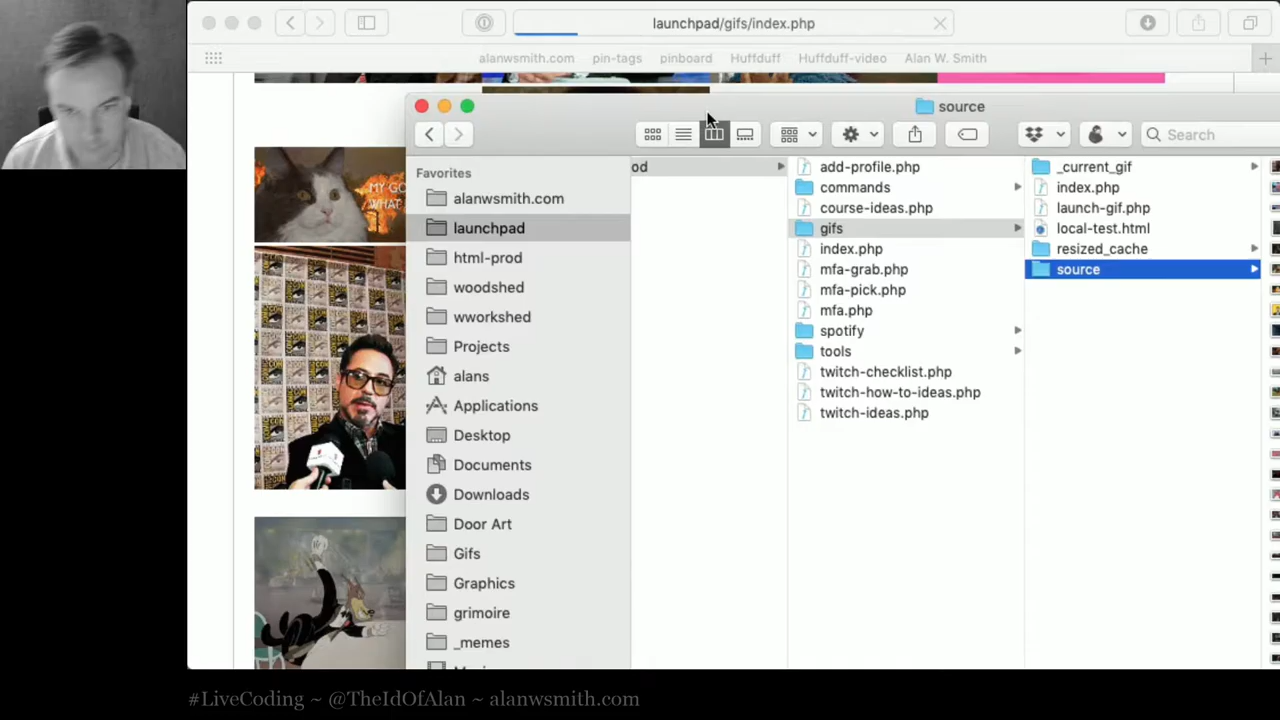 launchpad/gifs/index.php
alanwsmith.com pin-tags pinboard Huffduff Huffduff-video Alan W. Smith
source
Search
Favorites
alanwsmith.com
launchpad
html-prod
woodshed
wworkshed
Projects
alans
Applications
Desktop
Documents
Downloads
Door Art
Gifs
Graphics
grimoire
_memes
od
add-profile.php
commands
course-ideas.php
gifs
index.php
mfa-grab.php
mfa-pick.php
mfa.php
spotify
tools
twitch-checklist.php
twitch-how-to-ideas.php
twitch-ideas.php
_current_gif
index.php
launch-gif.php
local-test.html
resized_cache
source
MY GO
WHAT
#LiveCoding ~ @TheIdOfAlan ~ alanwsmith.com